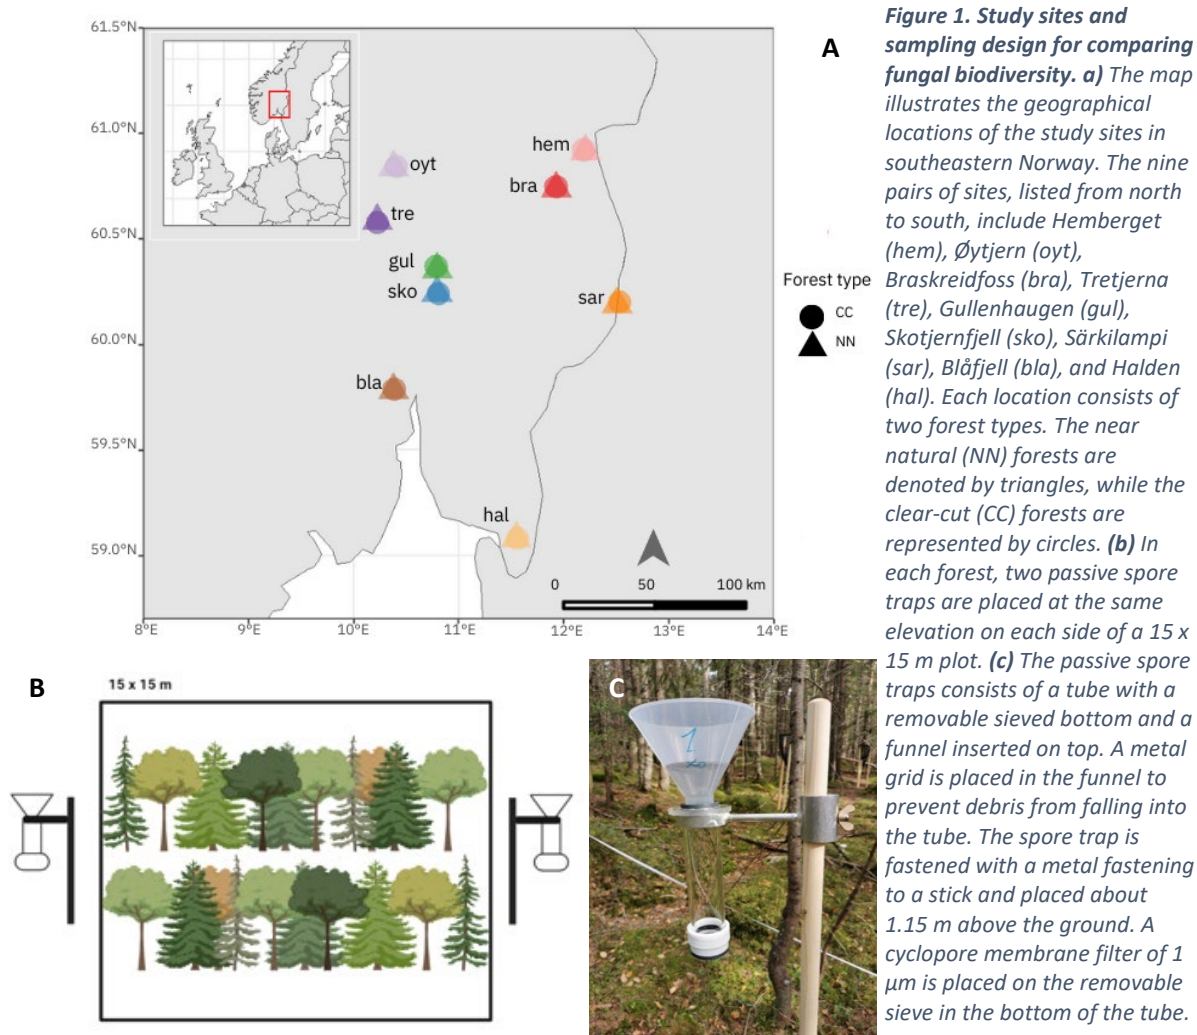 61.5°N
61.0°N
60.5°N
60.0°N
59.5°N
59.0°N
8°E
9°E
10°E
11°E
12°E
13°E
14°E
A
hem
oyt
bra
tre
gul
sko
sar
bla
hal
0 50 100 km
Forest type
CC
NN
B
15 x 15 m
C
1
Figure 1. Study sites and
sampling design for comparing
fungal biodiversity. a) The map
illustrates the geographical
locations of the study sites in
southeastern Norway. The nine
pairs of sites, listed from north
to south, include Hemberget
(hem), Øytjern (oyt),
Braskreidfoss (bra), Tretjerna
(tre), Gullenhaugen (gul),
Skotjernfjell (sko), Särkilampi
(sar), Blåfjell (bla), and Halden
(hal). Each location consists of
two forest types. The near
natural (NN) forests are
denoted by triangles, while the
clear-cut (CC) forests are
represented by circles. (b) In
each forest, two passive spore
traps are placed at the same
elevation on each side of a 15 x
15 m plot. (c) The passive spore
traps consists of a tube with a
removable sieved bottom and a
funnel inserted on top. A metal
grid is placed in the funnel to
prevent debris from falling into
the tube. The spore trap is
fastened with a metal fastening
to a stick and placed about
1.15 m above the ground. A
cyclopore membrane filter of 1
µm is placed on the removable
sieve in the bottom of the tube.